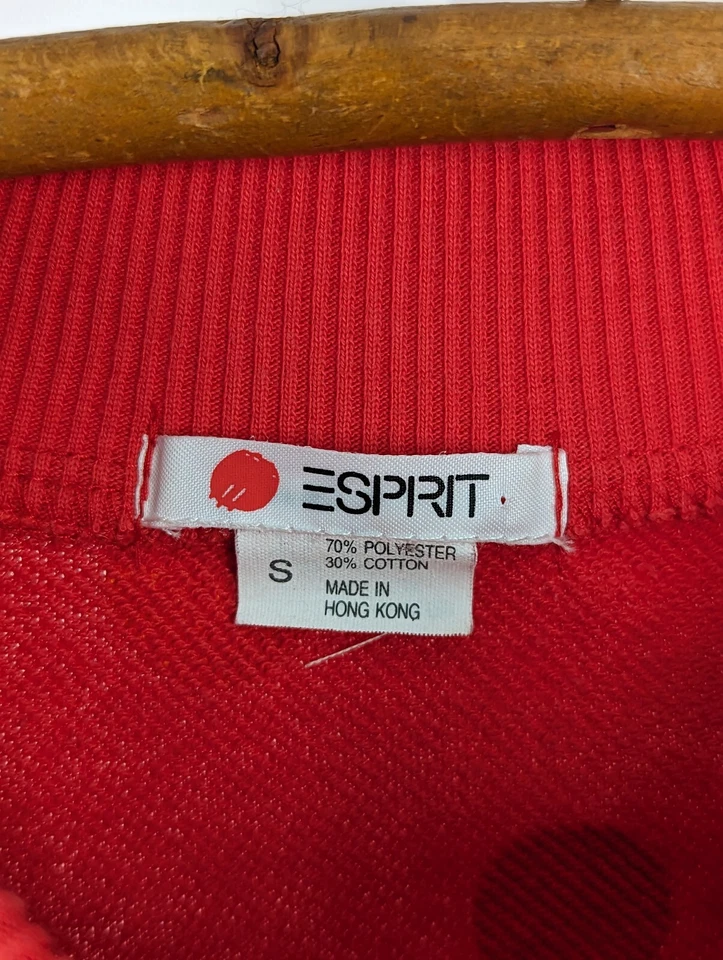 ESPRIT
S
70% POLYESTER
30% COTTON
MADE IN
HONG KONG